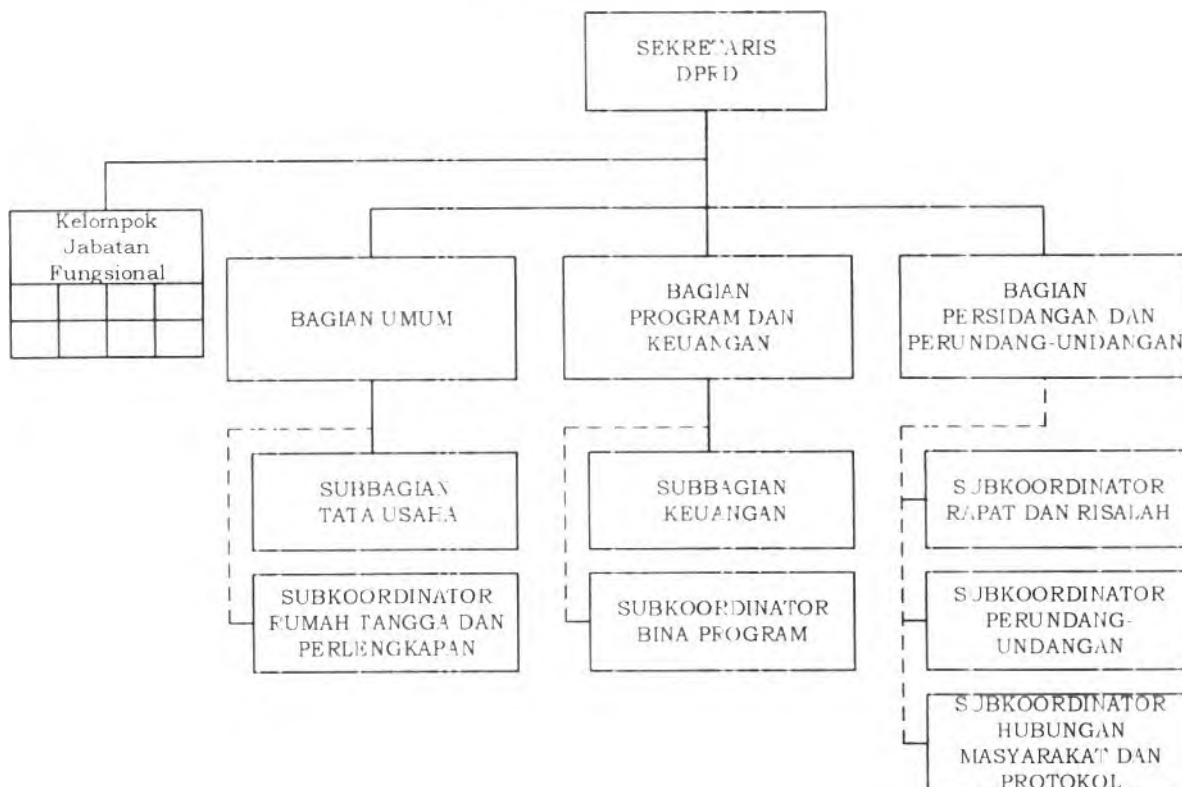 SEKRETARIS
DPRD
Kelompok
Jabatan
Fungsional
BAGIAN UMUM
BAGIAN
PROGRAM DAN
KEUANGAN
BAGIAN
PERSIDANGAN DAN
PERUNDANG-UNDANGAN
SUBBAGIAN
TATA USAHA
SUBBAGIAN
KEUANGAN
SUBKOORDINATOR
RAPAT DAN RISALAH
SUBKOORDINATOR
RUMAH TANGGA DAN
PERLENGKAPAN
SUBKOORDINATOR
BINA PROGRAM
SUBKOORDINATOR
PERUNDANG-
UNDANGAN
SUBKOORDINATOR
HUBUNGAN
MASYARAKAT DAN
PROTOKOL